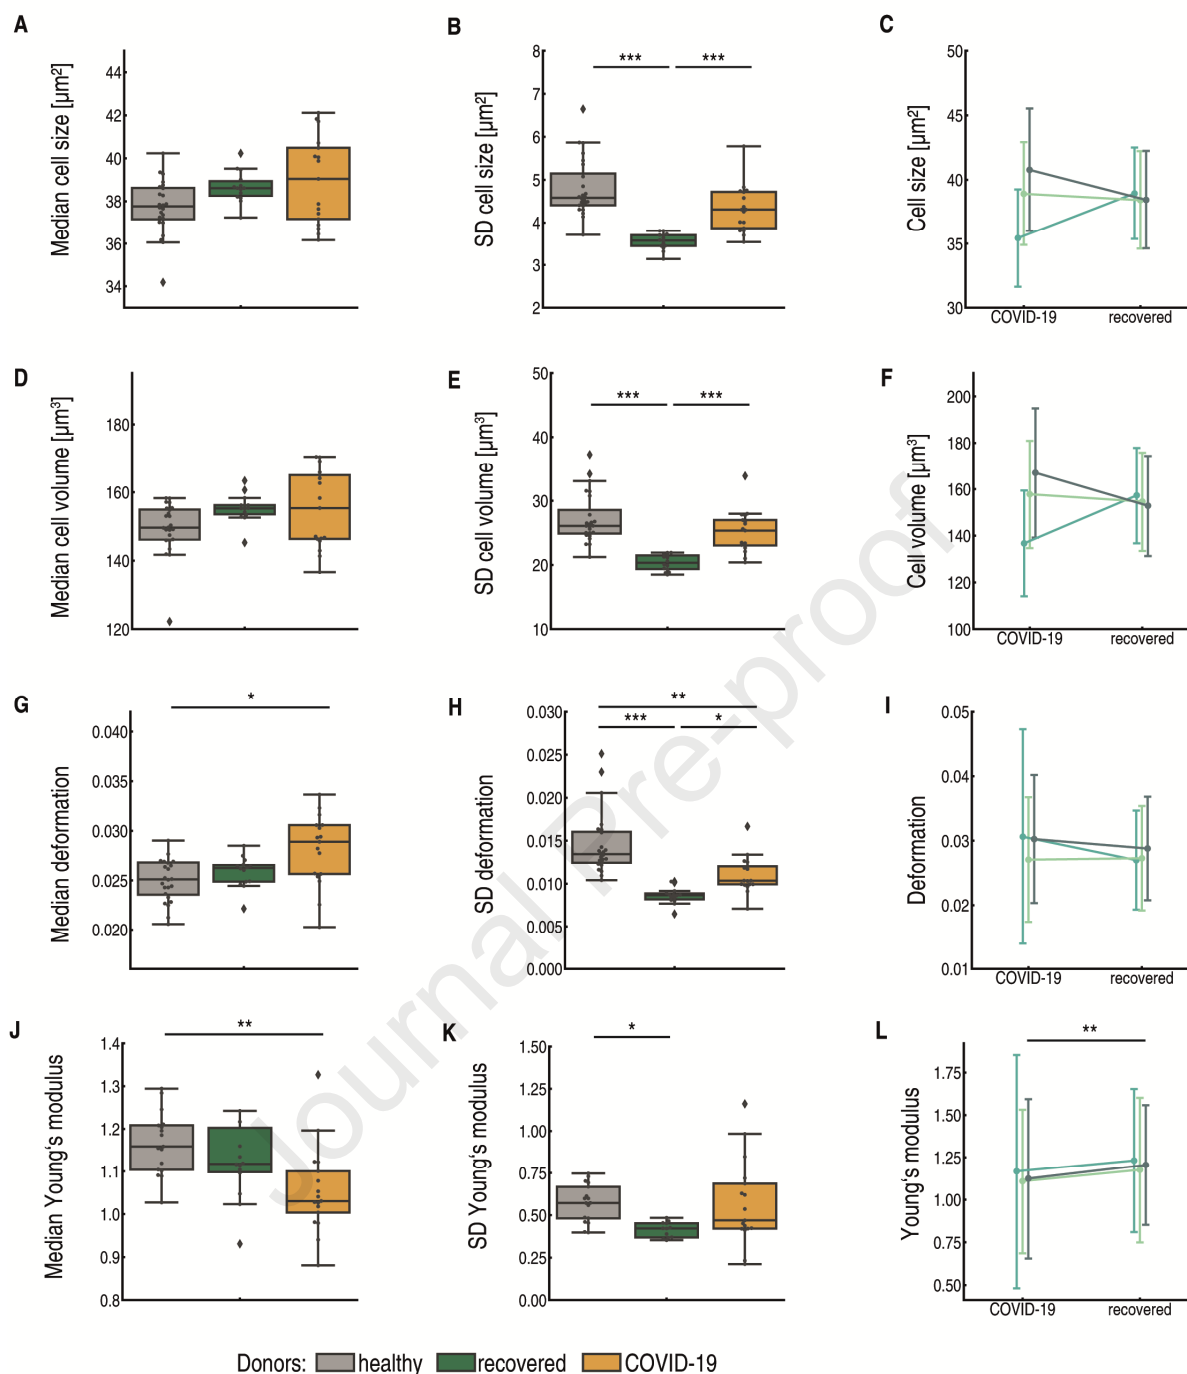 A
Median cell size [µm²]
44
42
40
38
36
34
B
SD cell size [µm²]
8
7
6
5
4
3
2
***
***
C
Cell size [µm²]
50
45
40
35
30
COVID-19
recovered
D
Median cell volume [µm³]
180
160
140
120
E
SD cell volume [µm³]
50
40
30
20
10
***
***
F
Cell volume [µm³]
200
180
160
140
120
100
COVID-19
recovered
G
Median deformation
0.040
0.035
0.030
0.025
0.020
*
H
SD deformation
0.030
0.025
0.020
0.015
0.010
0.005
0.000
**
***
*
I
Deformation
0.05
0.04
0.03
0.02
0.01
COVID-19
recovered
J
Median Young‘s modulus
1.4
1.3
1.2
1.1
1.0
0.9
0.8
**
K
SD Young‘s modulus
1.50
1.25
1.00
0.75
0.50
0.25
0.00
*
L
Young‘s modulus
1.75
1.50
1.25
1.00
0.75
0.50
**
COVID-19
recovered
Donors: healthy recovered COVID-19
Journal Pre-proof